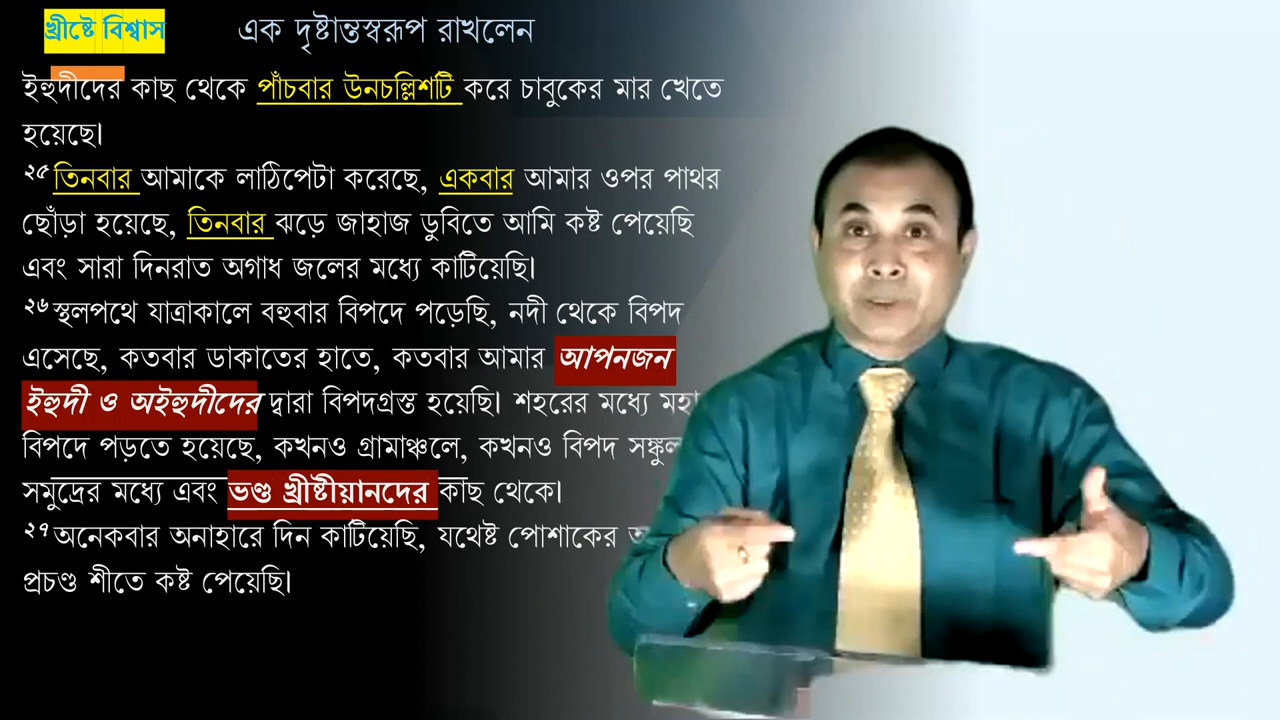 খ্রীষ্টে বিশ্বাস
এক দৃষ্টান্তস্বরূপ রাখলেন
ইহুদীদের কাছ থেকে পাঁচবার উনচল্লিশটি করে চাবুকের মার খেতে
হয়েছে।
২৫ তিনবার আমাকে লাঠিপেটা করেছে, একবার আমার ওপর পাথর
ছোঁড়া হয়েছে, তিনবার ঝড়ে জাহাজ ডুবিতে আমি কষ্ট পেয়েছি
এবং সারা দিনরাত অগাধ জলের মধ্যে কাটিয়েছি।
২৬ স্থলপথে যাত্রাকালে বহুবার বিপদে পড়েছি, নদী থেকে বিপদ
এসেছে, কতবার ডাকাতের হাতে, কতবার আমার আপনজন
ইহুদী ও অইহুদীদের দ্বারা বিপদগ্রস্ত হয়েছি। শহরের মধ্যে মহা
বিপদে পড়তে হয়েছে, কখনও গ্রামাঞ্চলে, কখনও বিপদ সঙ্কুল
সমুদ্রের মধ্যে এবং ভণ্ড খ্রীষ্টীয়ানদের কাছ থেকে।
২৭ অনেকবার অনাহারে দিন কাটিয়েছি, যথেষ্ট পোশাকের
প্রচণ্ড শীতে কষ্ট পেয়েছি।